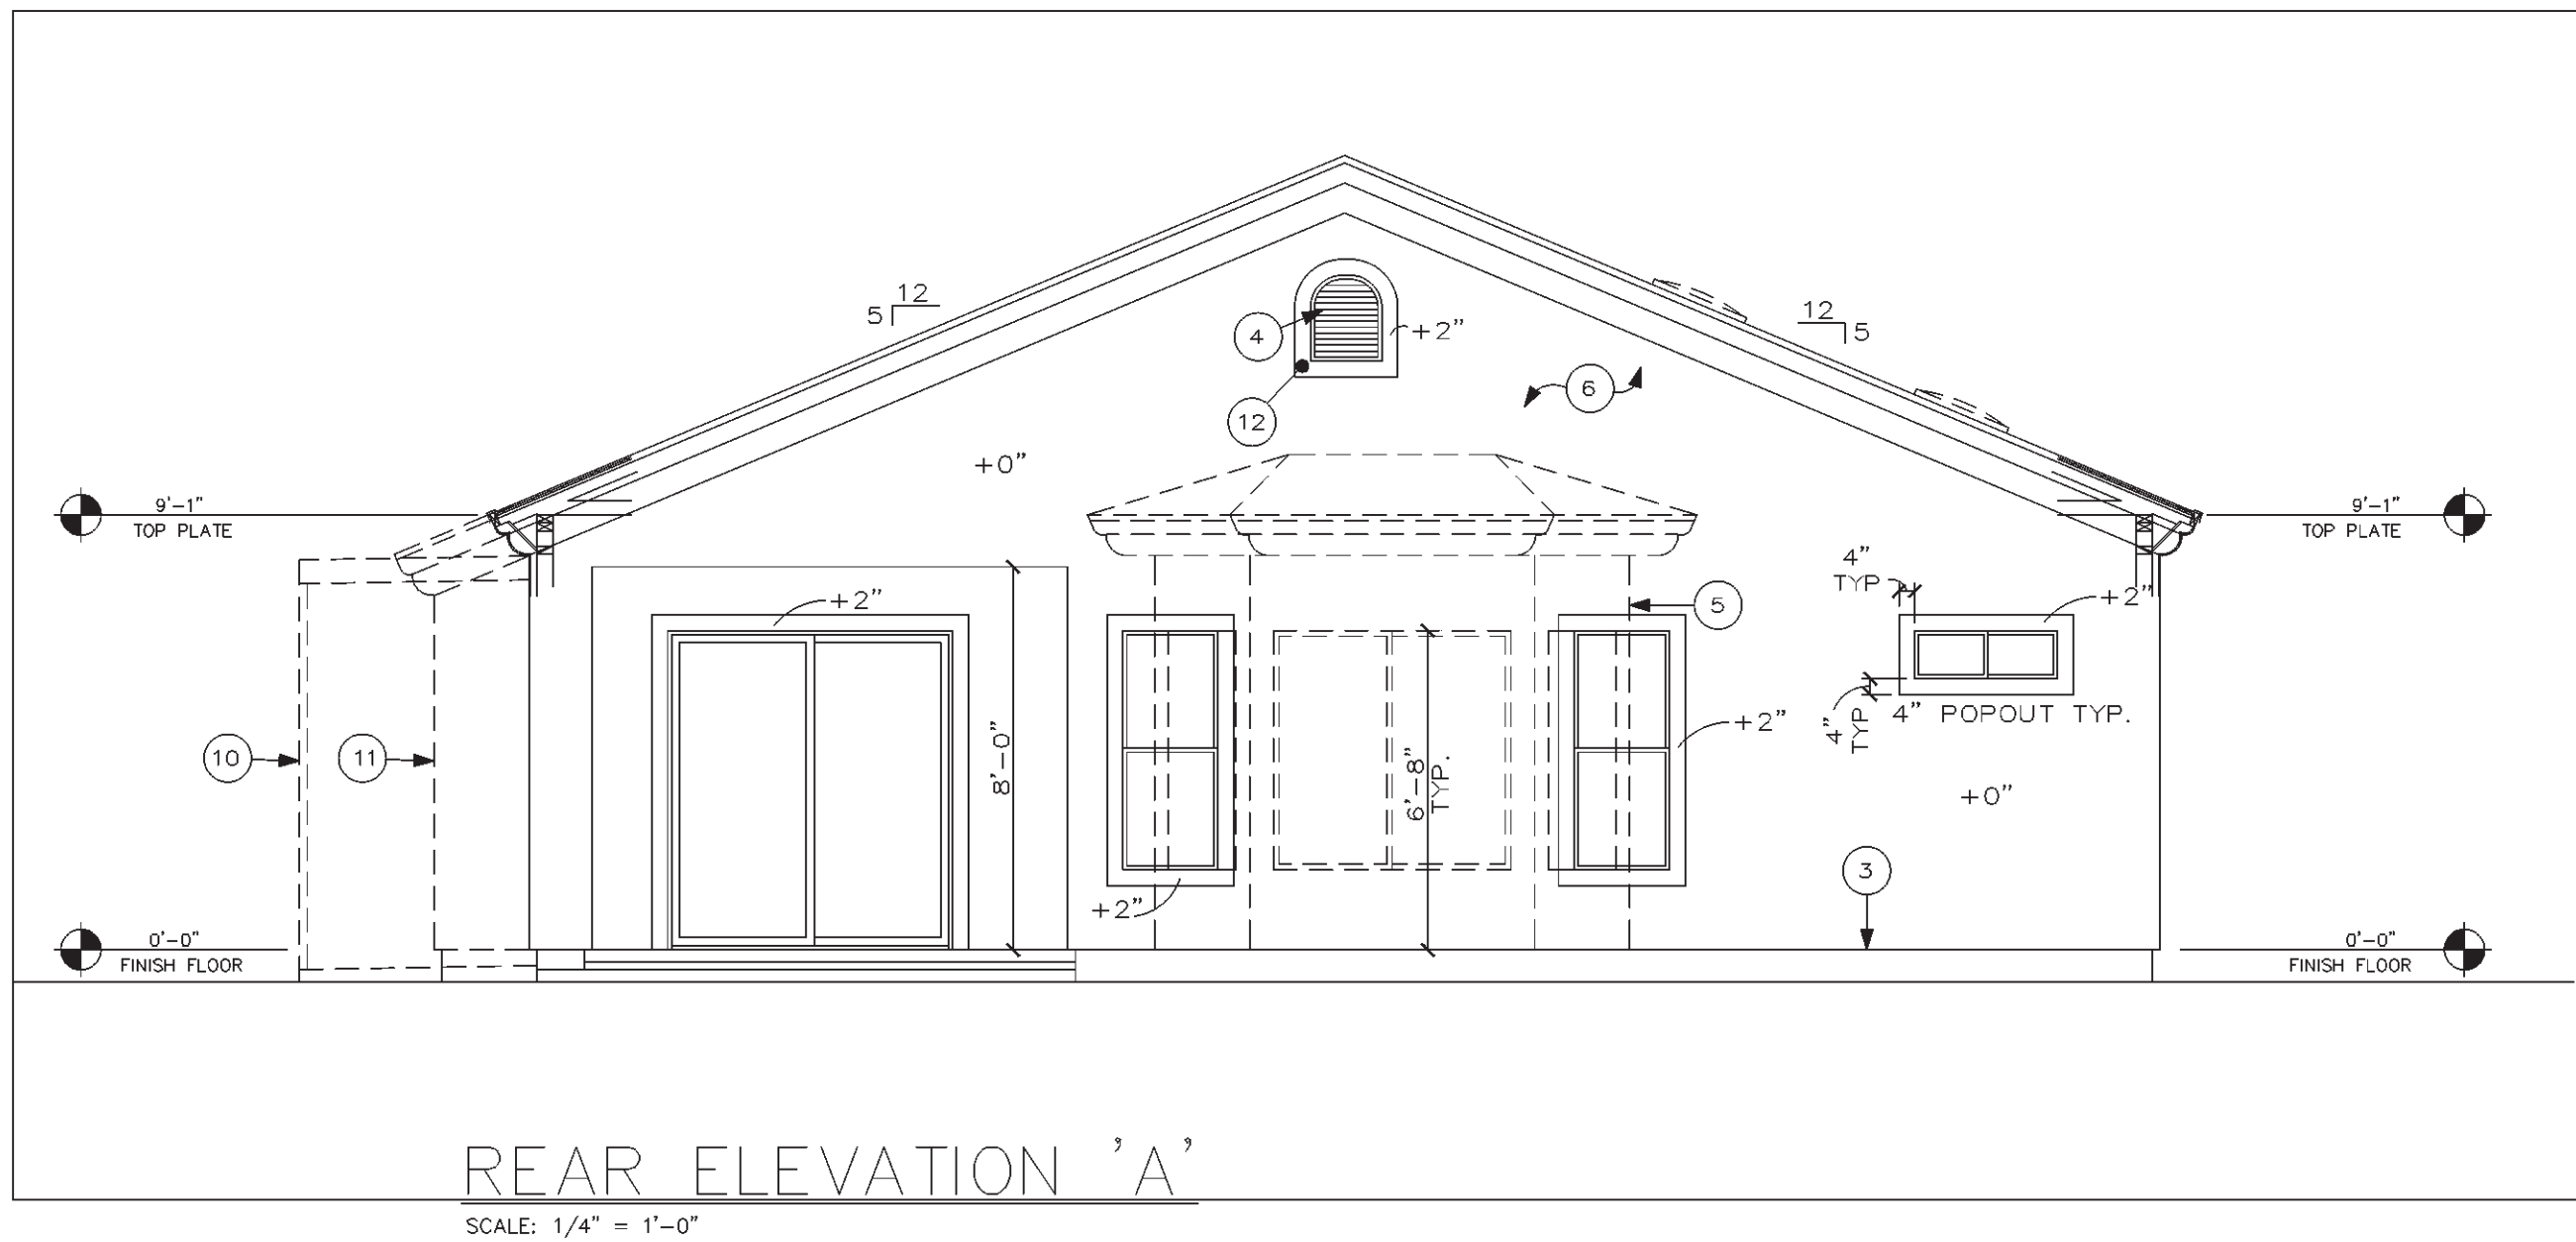 12
5
12
5
4
+2”
6
12
+0”
9'-1"
TOP PLATE
9'-1"
TOP PLATE
4”
TYP
+2”
+2”
5
4”
TYP
4” POPOUT TYP.
+2”
10
11
8'-0”
6'-8”
TYP.
+0”
3
+2”
0'-0"
FINISH FLOOR
0'-0"
FINISH FLOOR
REAR ELEVATION 'A'
SCALE: 1/4" = 1'-0"